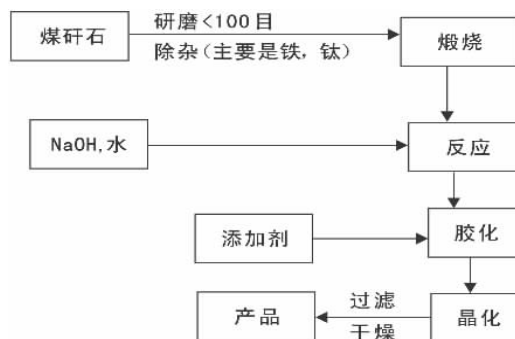 煤矸石
研磨<100目
除杂(主要是铁，钛)
煅烧
NaOH,水
反应
添加剂
胶化
产品
过滤
干燥
晶化